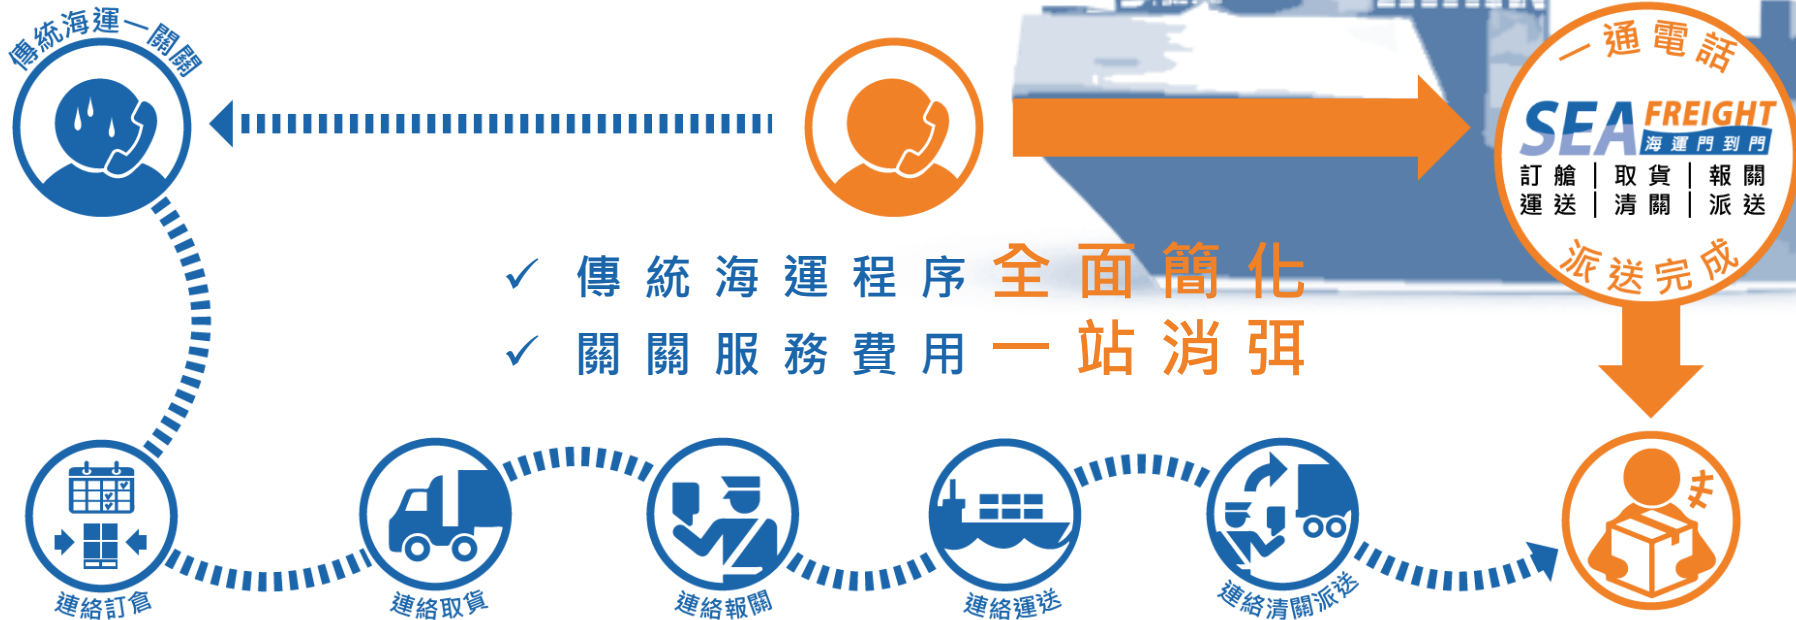 傳統海運一關關
一通電話
SEA FREIGHT
海運門到門
訂艙｜取貨｜報關
運送｜清關｜派送
派送完成
✓ 傳統海運程序全面簡化
✓ 關關服務費用一站消弭
連絡訂倉
連絡取貨
連絡報關
連絡運送
連絡清關派送